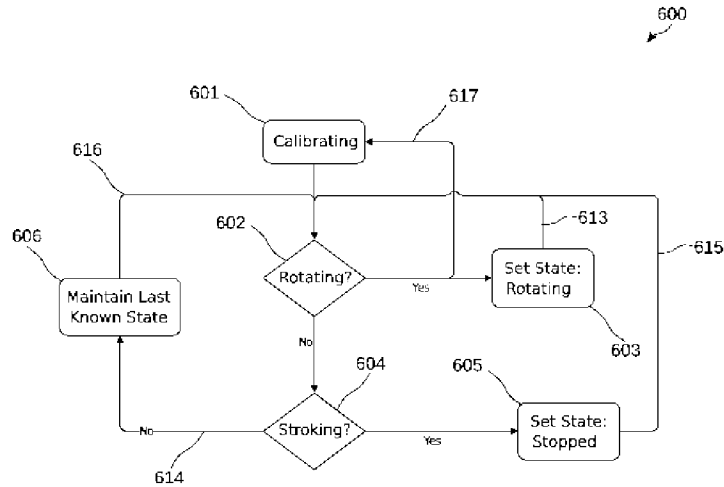 600
601
617
Calibrating
616
602
613
606
615
Rotating?
Yes
Set State:
Rotating
Maintain Last
Known State
603
No
604
605
Stroking?
Yes
Set State:
Stopped
No
614